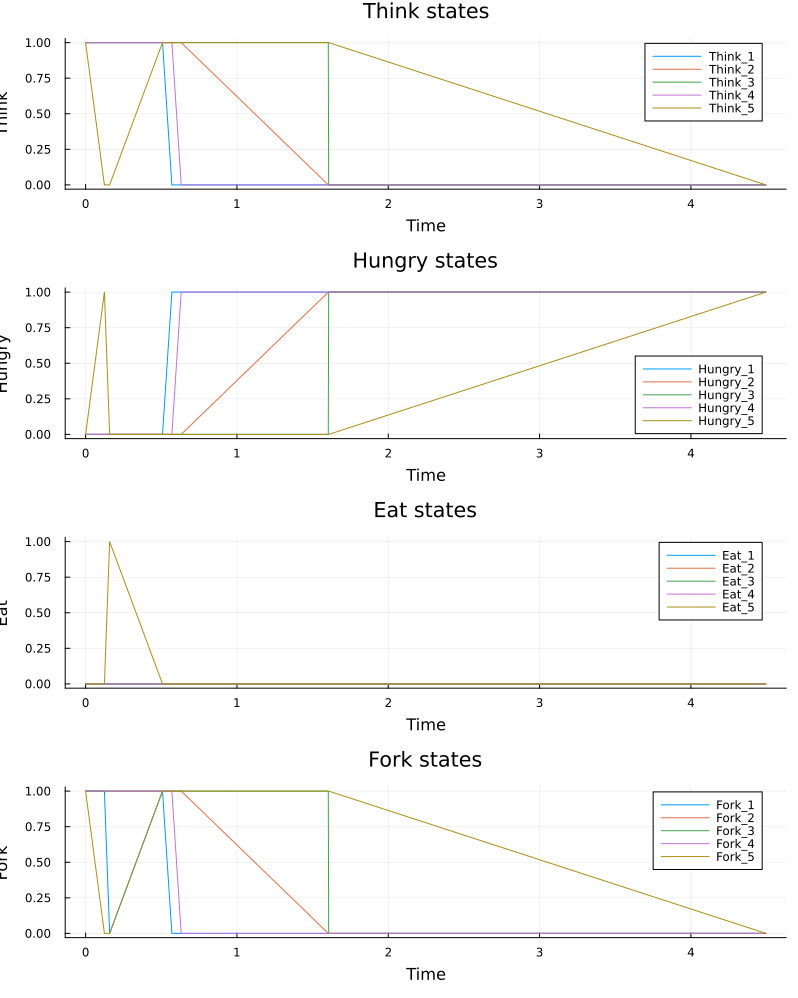 Think states
1.00
0.75
0.50
0.25
0.00
Think
0 1 2 3 4
Time
Think_1
Think_2
Think_3
Think_4
Think_5
Hungry states
1.00
0.75
0.50
0.25
0.00
Hungry
0 1 2 3 4
Time
Hungry_1
Hungry_2
Hungry_3
Hungry_4
Hungry_5
Eat states
1.00
0.75
0.50
0.25
0.00
Eat
0 1 2 3 4
Time
Eat_1
Eat_2
Eat_3
Eat_4
Eat_5
Fork states
1.00
0.75
0.50
0.25
0.00
Fork
0 1 2 3 4
Time
Fork_1
Fork_2
Fork_3
Fork_4
Fork_5